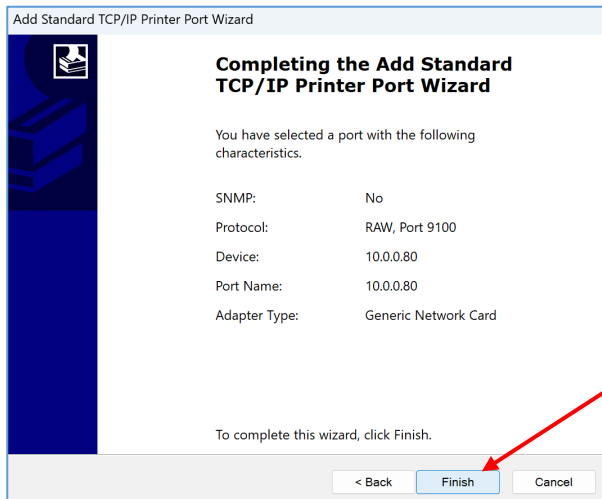 Add Standard TCP/IP Printer Port Wizard
Completing the Add Standard
TCP/IP Printer Port Wizard
You have selected a port with the following
characteristics.
SNMP: No
Protocol: RAW, Port 9100
Device: 10.0.0.80
Port Name: 10.0.0.80
Adapter Type: Generic Network Card
To complete this wizard, click Finish.
< Back Finish Cancel